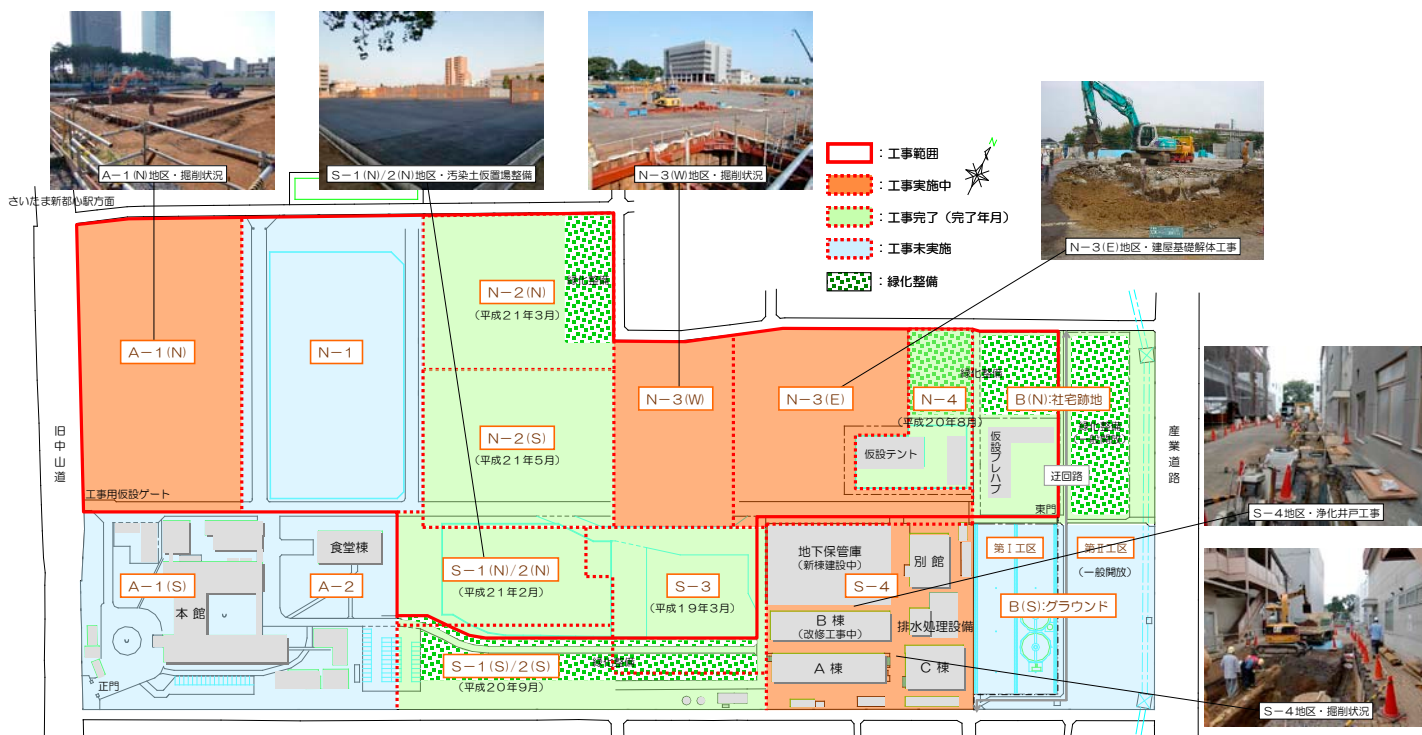 A-1(N)地区・掘削状況
S-1(N)/2(N)地区・汚染土仮置場整備
N-3(W)地区・掘削状況
N
:工事範囲
:工事実施中
:工事完了(完了年月)
:工事未実施
:緑化整備
N-3(E)地区・建屋基礎解体工事
さいたま新都心駅方面
旧中山道
A-1(N)
工事用仮設ゲート
N-1
N-2(N)
(平成21年3月)
緑化整備
N-2(S)
(平成21年5月)
N-3(W)
N-3(E)
緑化整備
N-4
(平成20年8月)
仮設テント
B(N):社宅跡地
仮設プレハブ
迂回路
東門
緑化整備
(一般開放)
産業道路
S-4地区・浄化井戸工事
A-1(S)
本館
正門
食堂棟
A-2
S-1(N)/2(N)
(平成21年2月)
S-3
(平成19年3月)
S-1(S)/2(S)
(平成20年9月)
緑化整備
地下保管庫
(新棟建設中)
S-4
別館
B棟
(改修工事中)
排水処理設備
A棟
C棟
第Ⅰ工区
第Ⅱ工区
(一般開放)
B(S):グラウンド
S-4地区・掘削状況